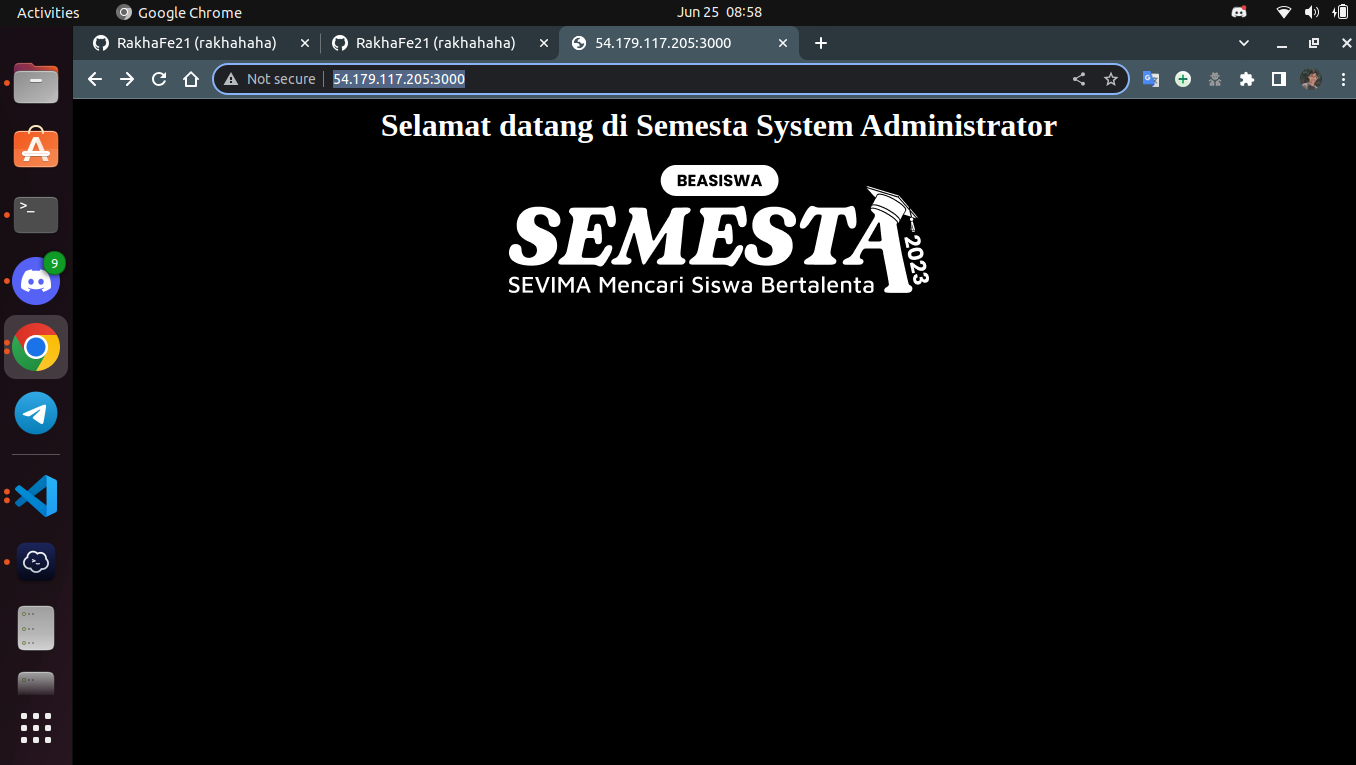 Activities
Google Chrome
Jun 25 08:58
RakhaFe21 (rakhahaha)
RakhaFe21 (rakhahaha)
54.179.117.205:3000
Not secure
54.179.117.205:3000
Selamat datang di Semesta System Administrator
BEASISWA
SEMESTA
2023
SEVIMA Mencari Siswa Bertalenta
9